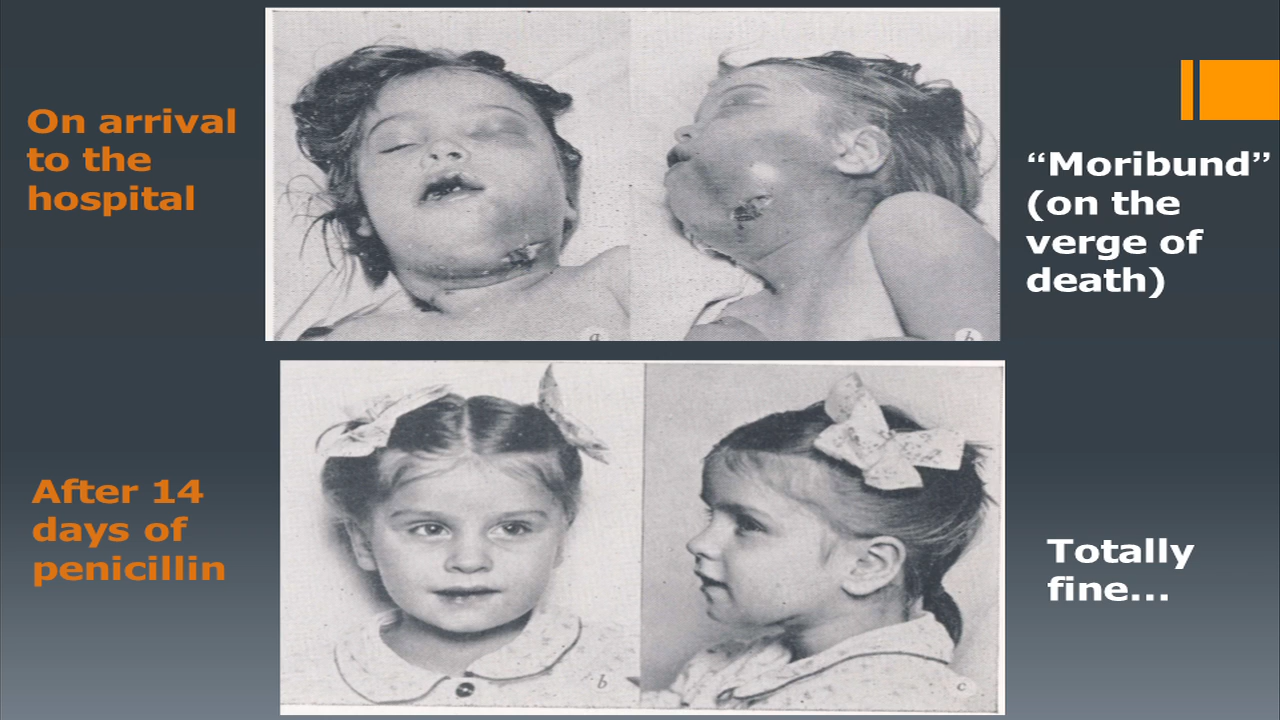 On arrival
to the
hospital
“Moribund”
(on the
verge of
death)
a
b
After 14
days of
penicillin
Totally
fine...
b
c